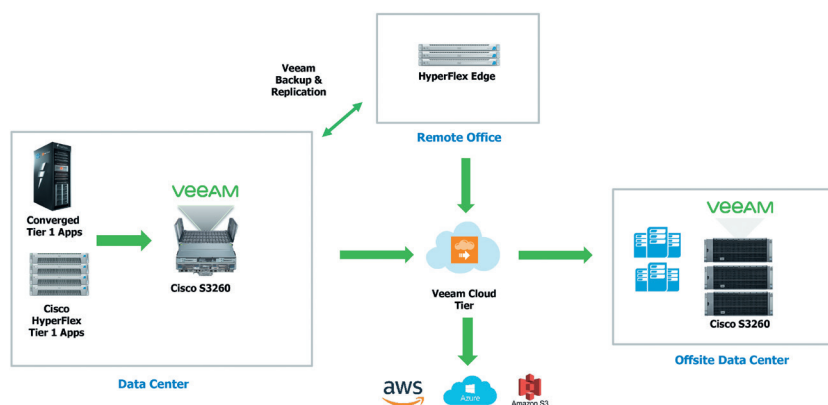 Veeam
Backup &
Replication
HyperFlex Edge
Remote Office
VEEAM
Converged
Tier 1 Apps
Cisco S3260
Cisco
HyperFlex
Tier 1 Apps
Data Center
Veeam Cloud
Tier
aws
Azure
Amazon S3
VEEAM
Cisco S3260
Offsite Data Center